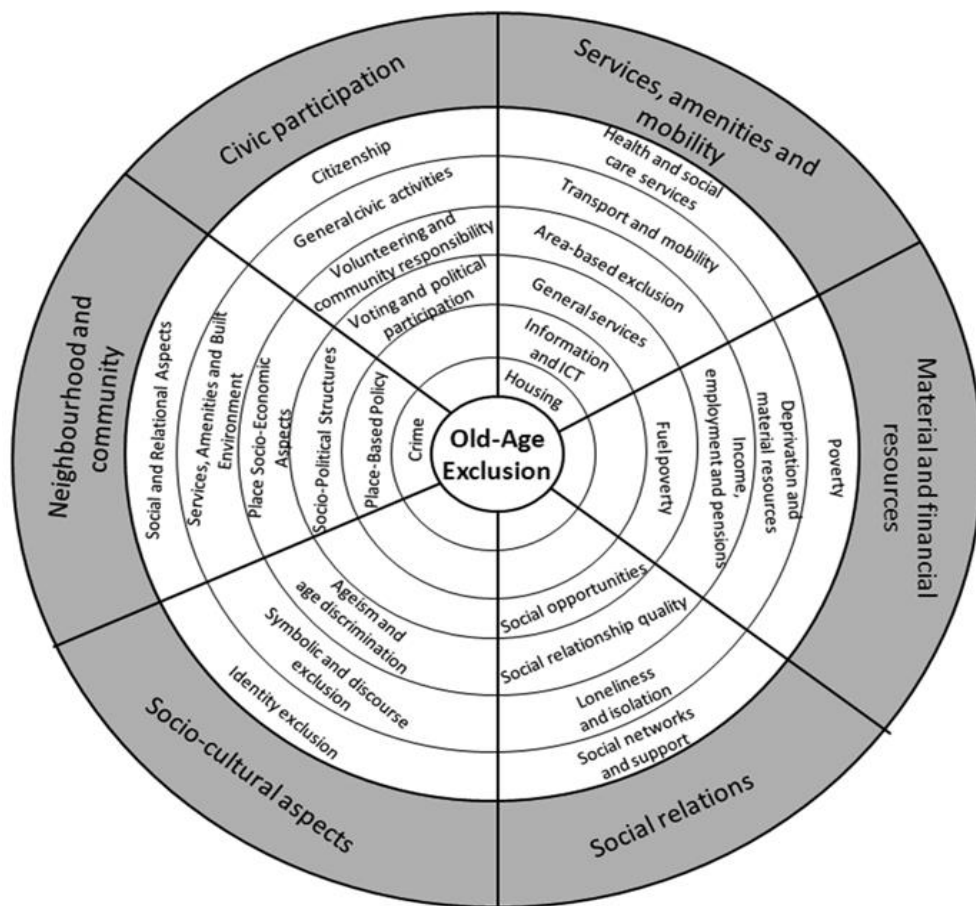 Civic participation
Citizenship
General civic activities
Volunteering and
community responsibility
Voting and political
participation
Services, amenities and
mobility
Health and social
care services
Transport and mobility
Area-based exclusion
General services
Information
and ICT
Housing
Material and financial
resources
Poverty
Deprivation and
material resources
Income,
employment and pensions
Fuel poverty
Social relations
Social networks
and support
Loneliness
and isolation
Social relationship quality
Social opportunities
Socio-cultural aspects
Identity exclusion
Symbolic and discourse
exclusion
Ageism and
age discrimination
Neighbourhood and
community
Social and Relational Aspects
Services, Amenities and Built
Environment
Place Socio-Economic
Aspects
Socio-Political Structures
Place-Based Policy
Crime
Old-Age
Exclusion